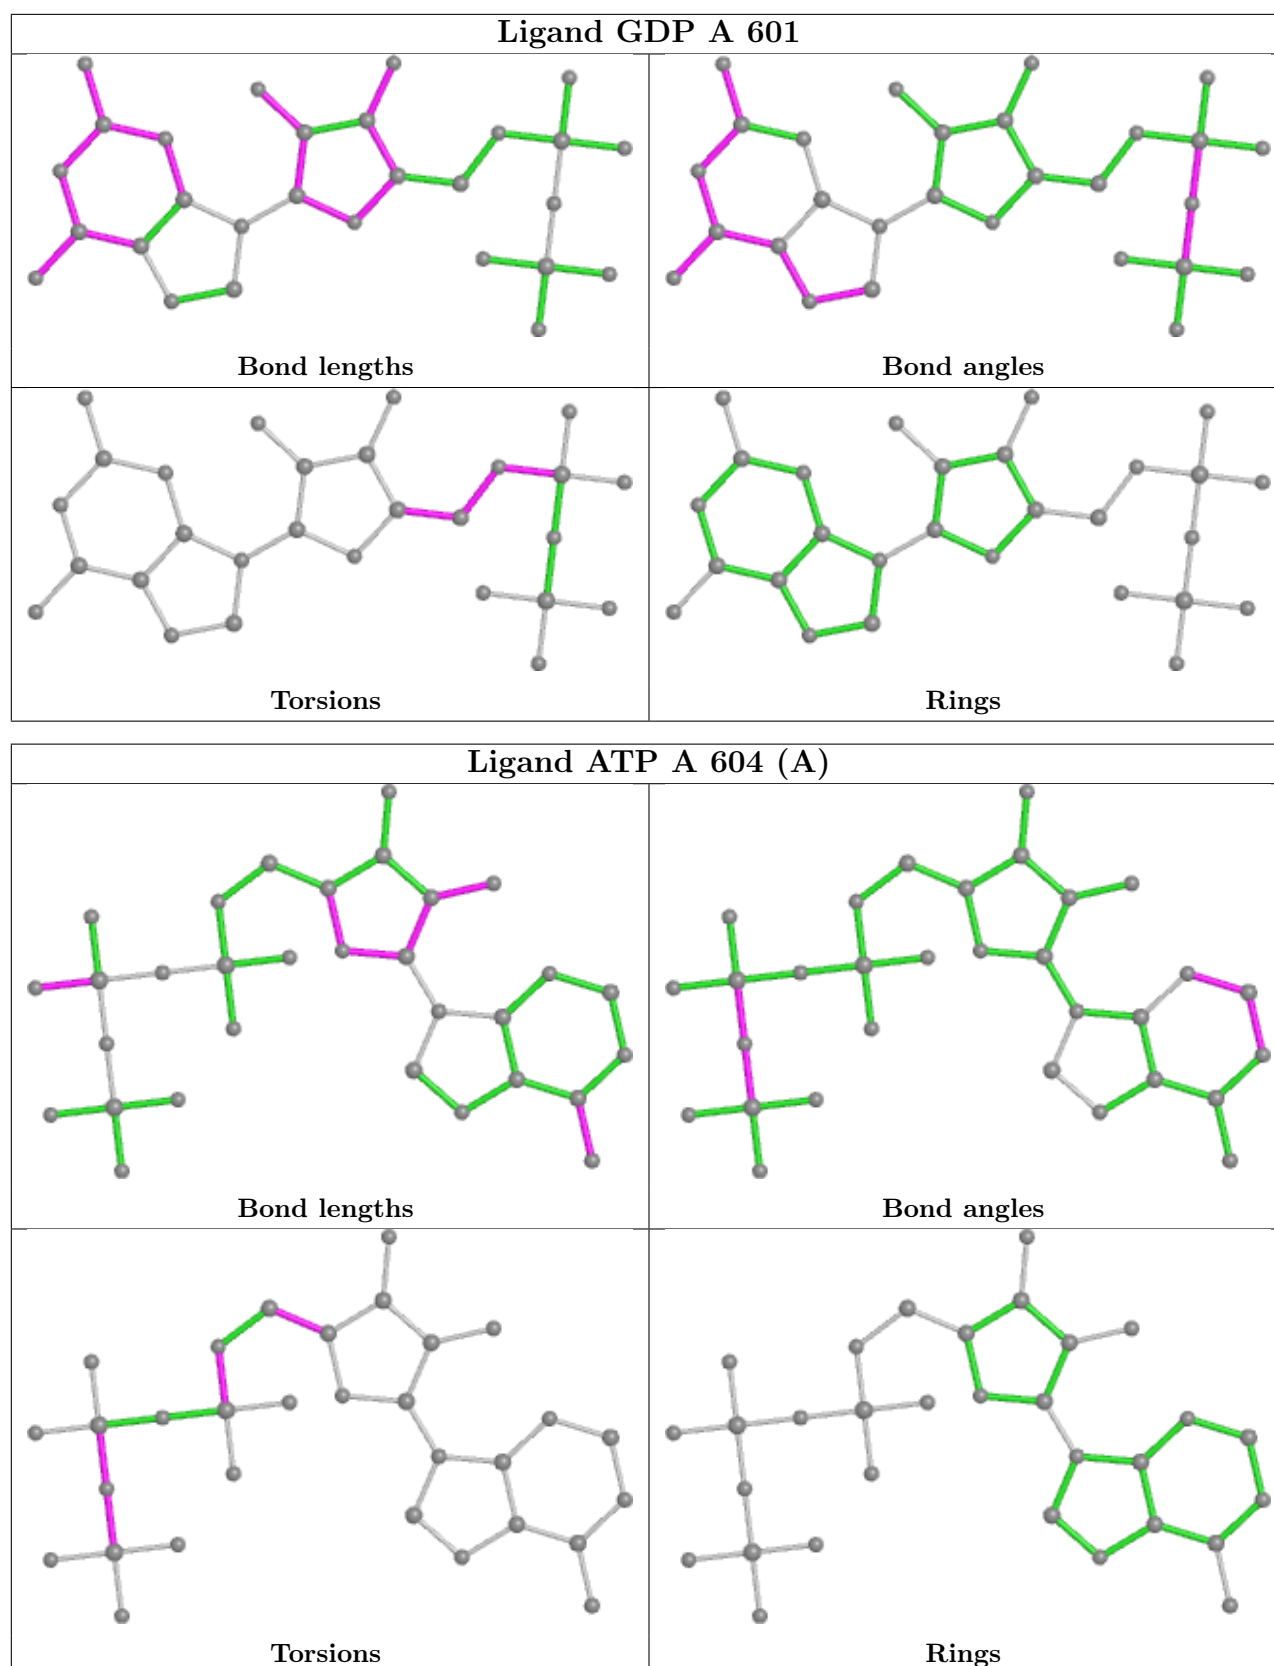 Ligand GDP A 601
Bond lengths
Bond angles
Torsions
Rings
Ligand ATP A 604 (A)
Bond lengths
Bond angles
Torsions
Rings